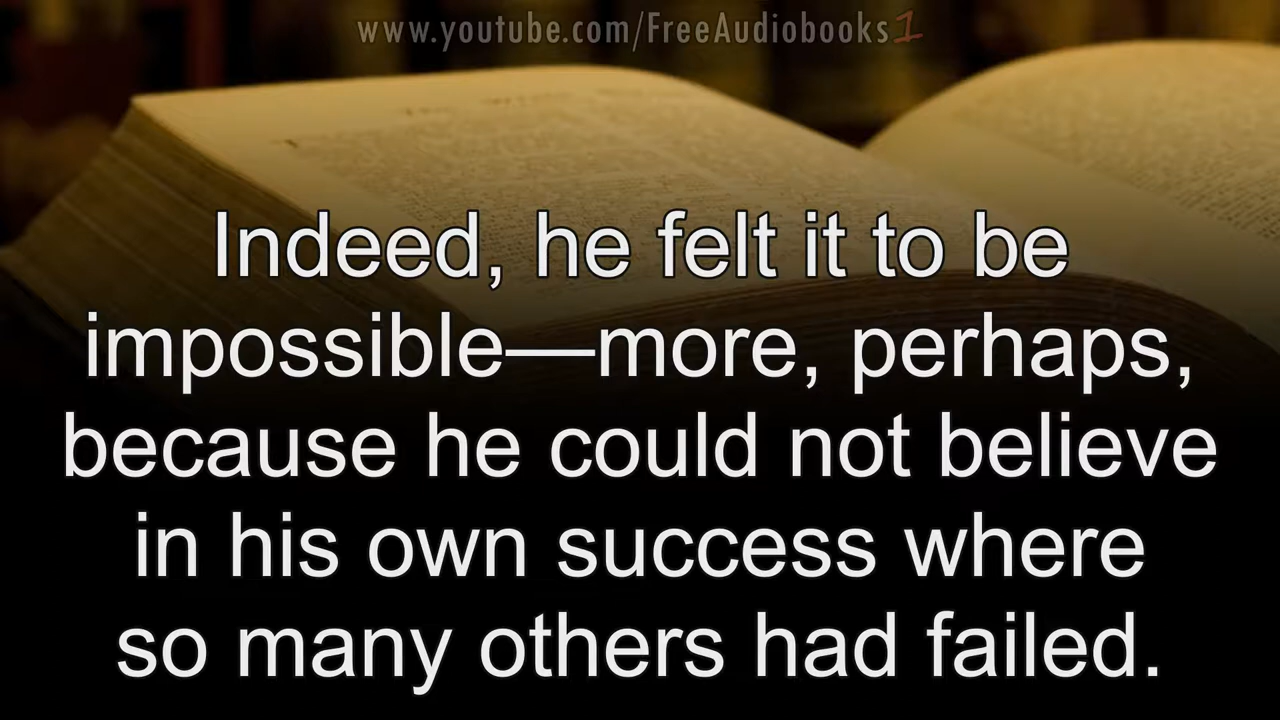 www.youtube.com/FreeAudiobooks1
Indeed, he felt it to be
impossible—more, perhaps,
because he could not believe
in his own success where
so many others had failed.